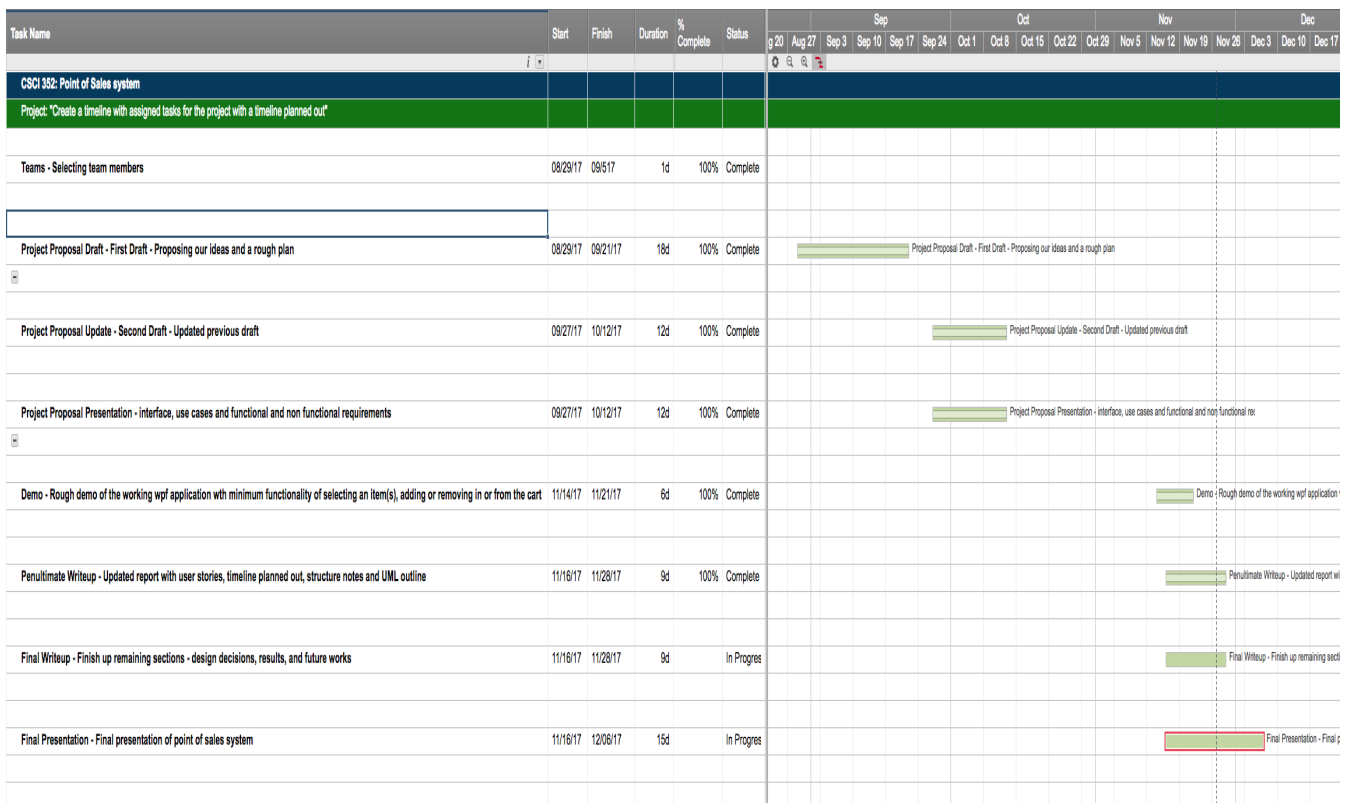 Task Name Start Finish Duration % Complete Status
Sep Oct Nov Dec
g 20 Aug 27 Sep 3 Sep 10 Sep 17 Sep 24 Oct 1 Oct 8 Oct 15 Oct 22 Oct 29 Nov 5 Nov 12 Nov 19 Nov 26 Dec 3 Dec 10 Dec 17
i
CSCI 352: Point of Sales system
Project: "Create a timeline with assigned tasks for the project with a timeline planned out"
Teams - Selecting team members 08/29/17 09/517 1d 100% Complete
Project Proposal Draft - First Draft - Proposing our ideas and a rough plan 08/29/17 09/21/17 18d 100% Complete Project Proposal Draft - First Draft - Proposing our ideas and a rough plan
Project Proposal Update - Second Draft - Updated previous draft 09/27/17 10/12/17 12d 100% Complete Project Proposal Update - Second Draft - Updated previous draft
Project Proposal Presentation - interface, use cases and functional and non functional requirements 09/27/17 10/12/17 12d 100% Complete Project Proposal Presentation - interface, use cases and functional and non functional rec
Demo - Rough demo of the working wpf application wth minimum functionality of selecting an item(s), adding or removing in or from the cart 11/14/17 11/21/17 6d 100% Complete Demo - Rough demo of the working wpf application
Penultimate Writeup - Updated report with user stories, timeline planned out, structure notes and UML outline 11/16/17 11/28/17 9d 100% Complete Penultimate Writeup - Updated report wi
Final Writeup - Finish up remaining sections - design decisions, results, and future works 11/16/17 11/28/17 9d In Progres Final Writeup - Finish up remaining secti
Final Presentation - Final presentation of point of sales system 11/16/17 12/06/17 15d In Progres Final Presentation - Final p